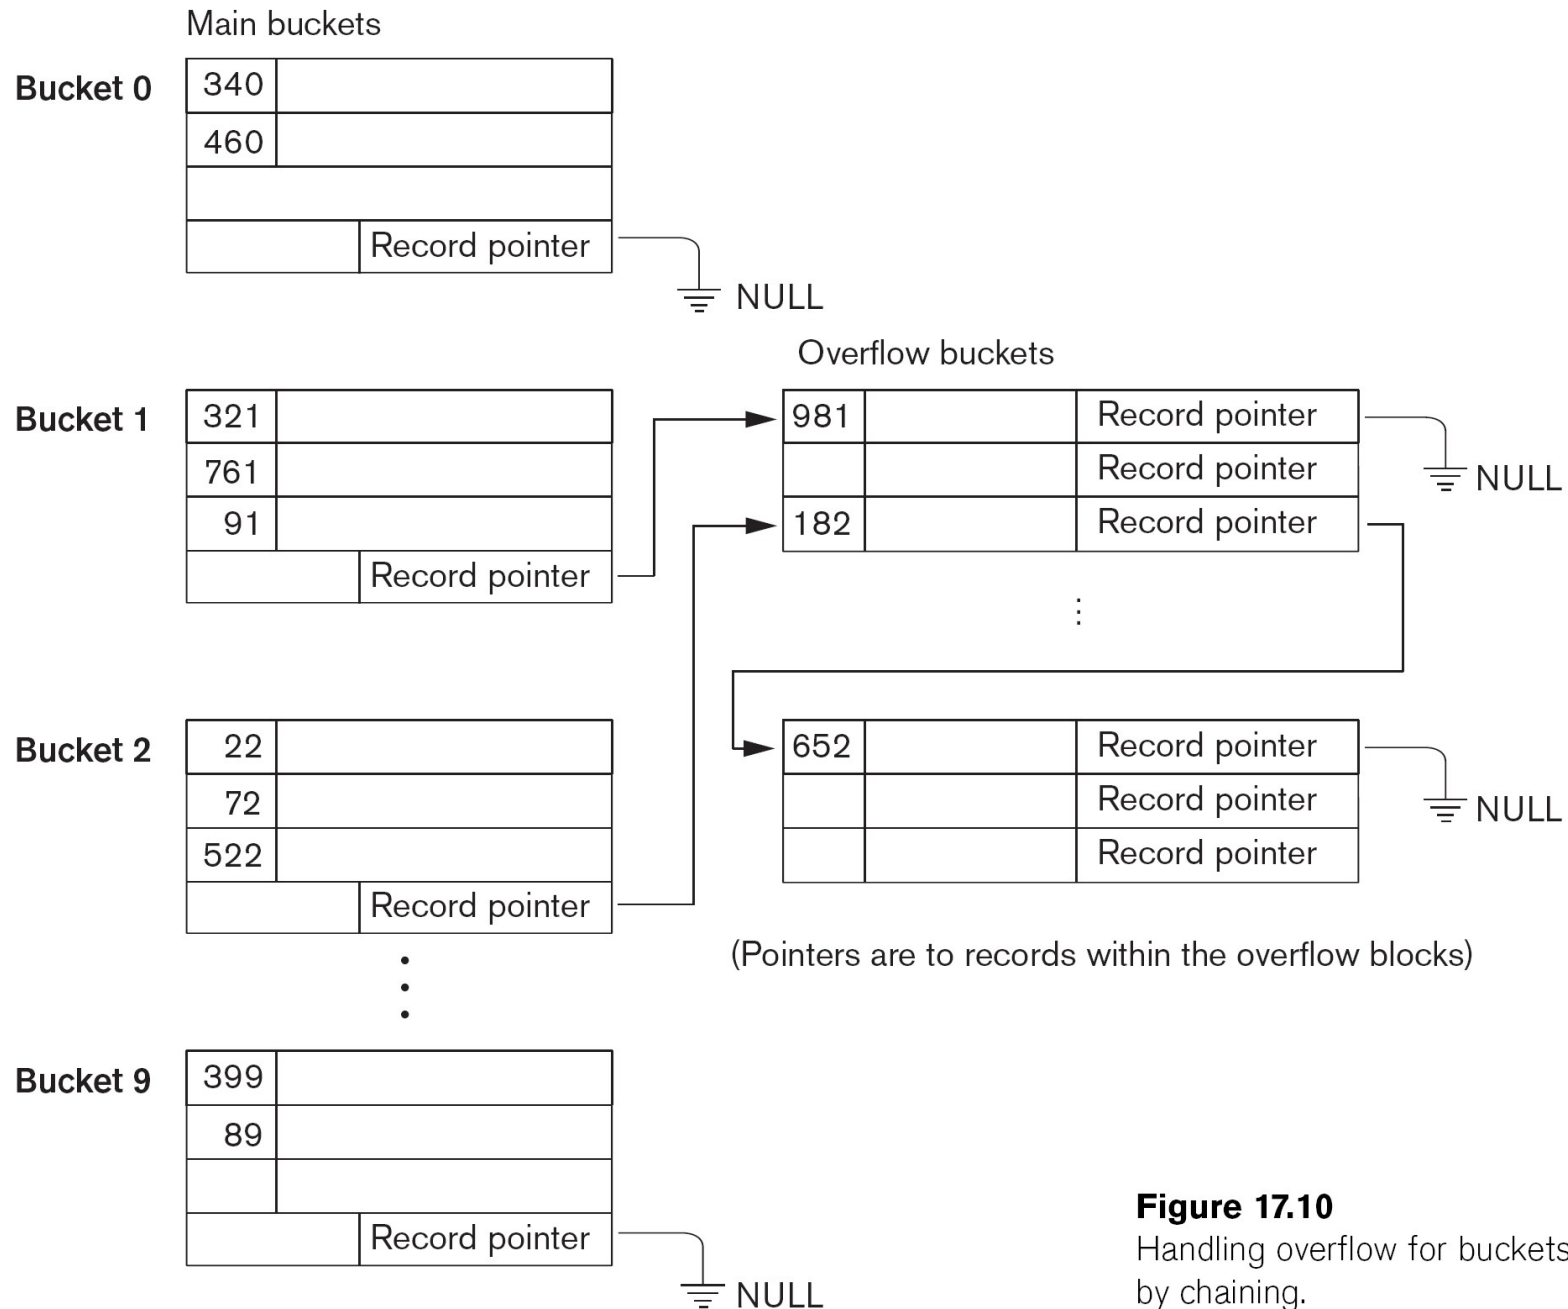 Main buckets
Bucket 0
340
460
Record pointer
NULL
Overflow buckets
Bucket 1
321
761
91
Record pointer
981 Record pointer
Record pointer
182 Record pointer
NULL
Bucket 2
22
72
522
Record pointer
652 Record pointer
Record pointer
Record pointer
NULL
(Pointers are to records within the overflow blocks)
Bucket 9
399
89
Record pointer
NULL
Figure 17.10
Handling overflow for buckets
by chaining.